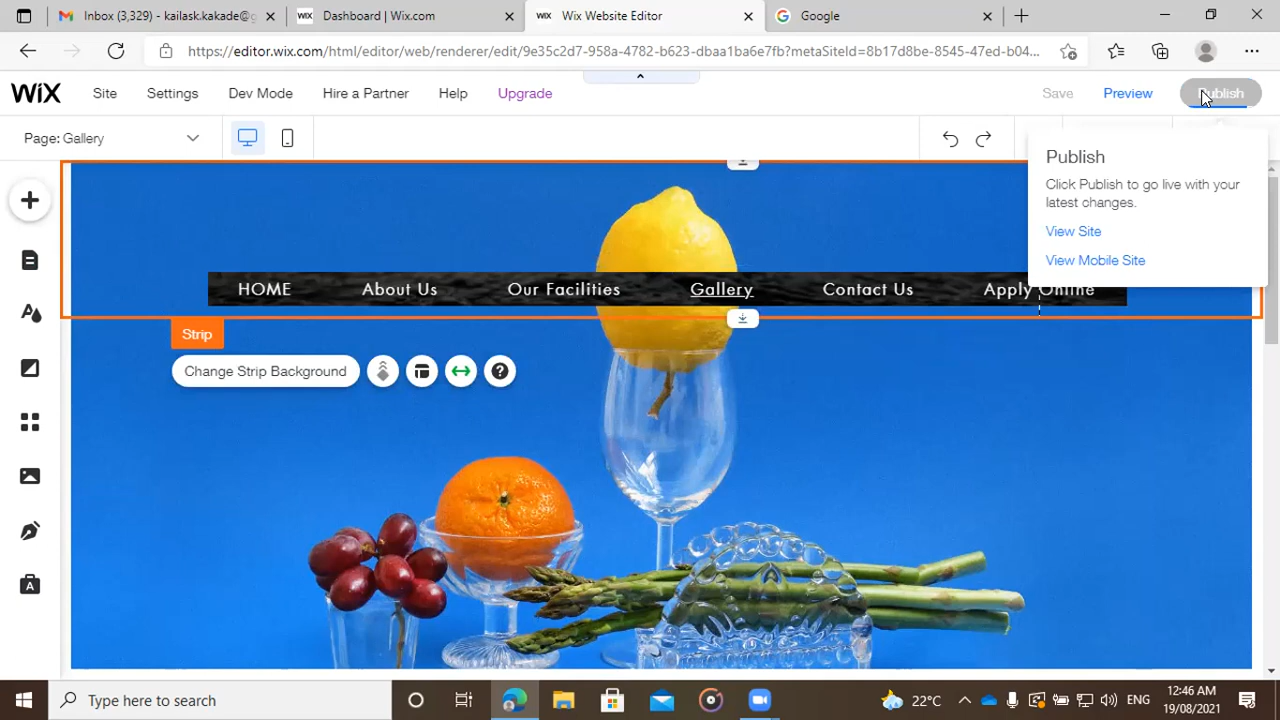 Inbox (3,329) - kailask.kakade@g
WiX Dashboard | Wix.com
WiX Wix Website Editor
Google
https://editor.wix.com/html/editor/web/renderer/edit/9e35c2d7-958a-4782-b623-dbaa1ba6e7fb?metaSiteId=8b17d8be-8545-47ed-b04...
WiX Site Settings Dev Mode Hire a Partner Help Upgrade Save Preview Publish
Page: Gallery
Publish
Click Publish to go live with your
latest changes.
View Site
View Mobile Site
HOME About Us Our Facilities Gallery Contact Us Apply Online
Strip
Change Strip Background
?
A
Type here to search
22°C
ENG
12:46 AM
19/08/2021